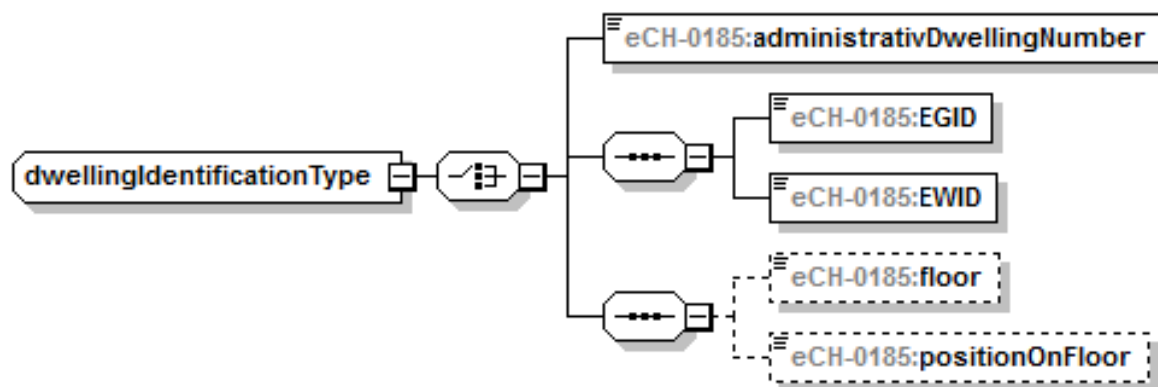 eCH-0185:administrativDwellingNumber
eCH-0185:EGID
dwellingIdentificationType
eCH-0185:EWID
eCH-0185:floor
eCH-0185:positionOnFloor